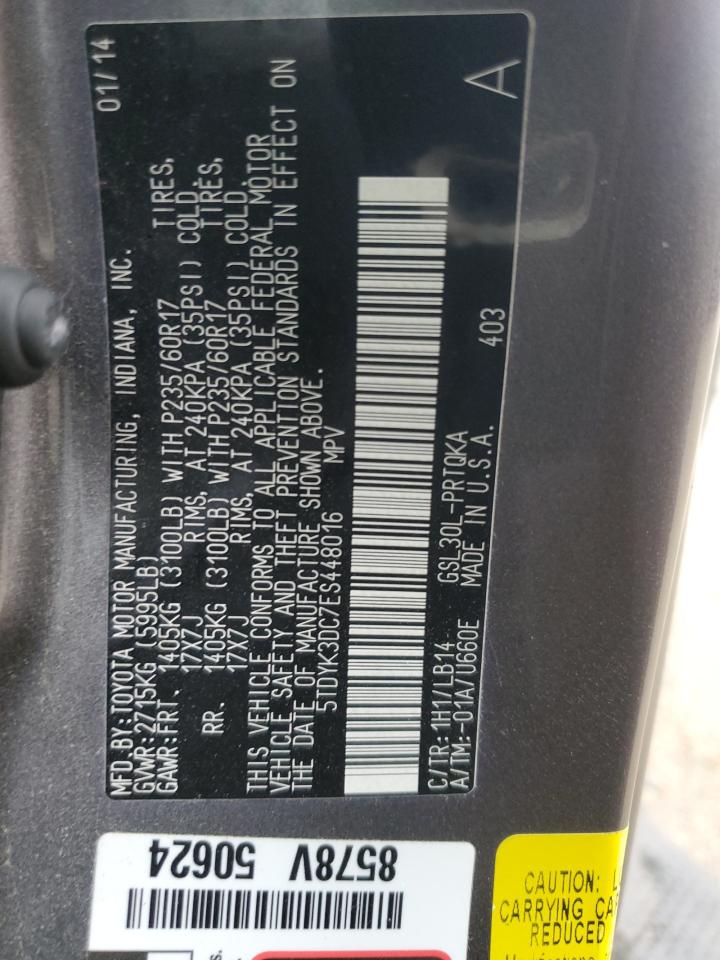 MFD.BY:TOYOTA MOTOR MANUFACTURING, INDIANA, INC. 01/14
GVWR:2715KG (5995LB)
GAWR:FRT. 1405KG (3100LB) WITH P235/60R17 TIRES,
17X7J RIMS, AT 240KPA (35PSI) COLD.
RR. 1405KG (3100LB) WITH P235/60R17 TIRES,
17X7J RIMS, AT 240KPA (35PSI) COLD.
THIS VEHICLE CONFORMS TO ALL APPLICABLE FEDERAL MOTOR
VEHICLE SAFETY AND THEFT PREVENTION STANDARDS IN EFFECT ON
THE DATE OF MANUFACTURE SHOWN ABOVE.
5TDYK3DC7ES448016 MPV
C/TR:1H1/LB14 GSL30L-PRTQKA
A/TM:-01A/U660E MADE IN U.S.A. 403 A
8578V 50624
CAUTION:
CARRYING
REDUCED